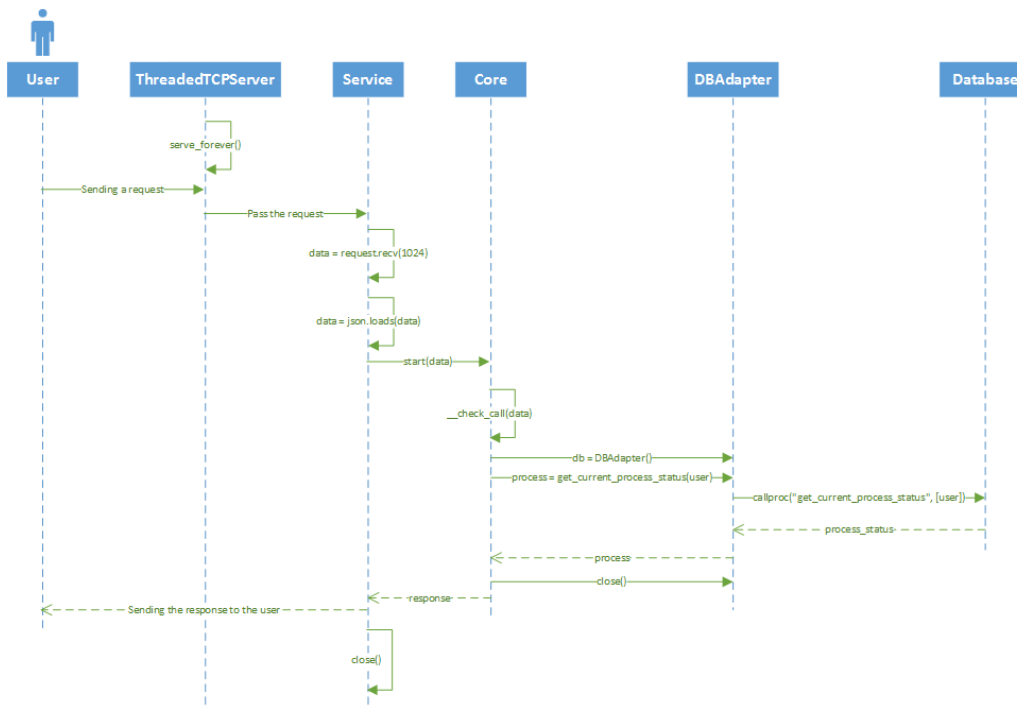 User ThreadedTCPServer Service Core DBAdapter Database
serve_forever()
Sending a request
Pass the request
data = request.recv(1024)
data = json.loads(data)
start(data)
__check_call(data)
db = DBAdapter()
process = get_current_process_status(user)
callproc("get_current_process_status", [user])
process_status
process
close()
response
Sending the response to the user
close()